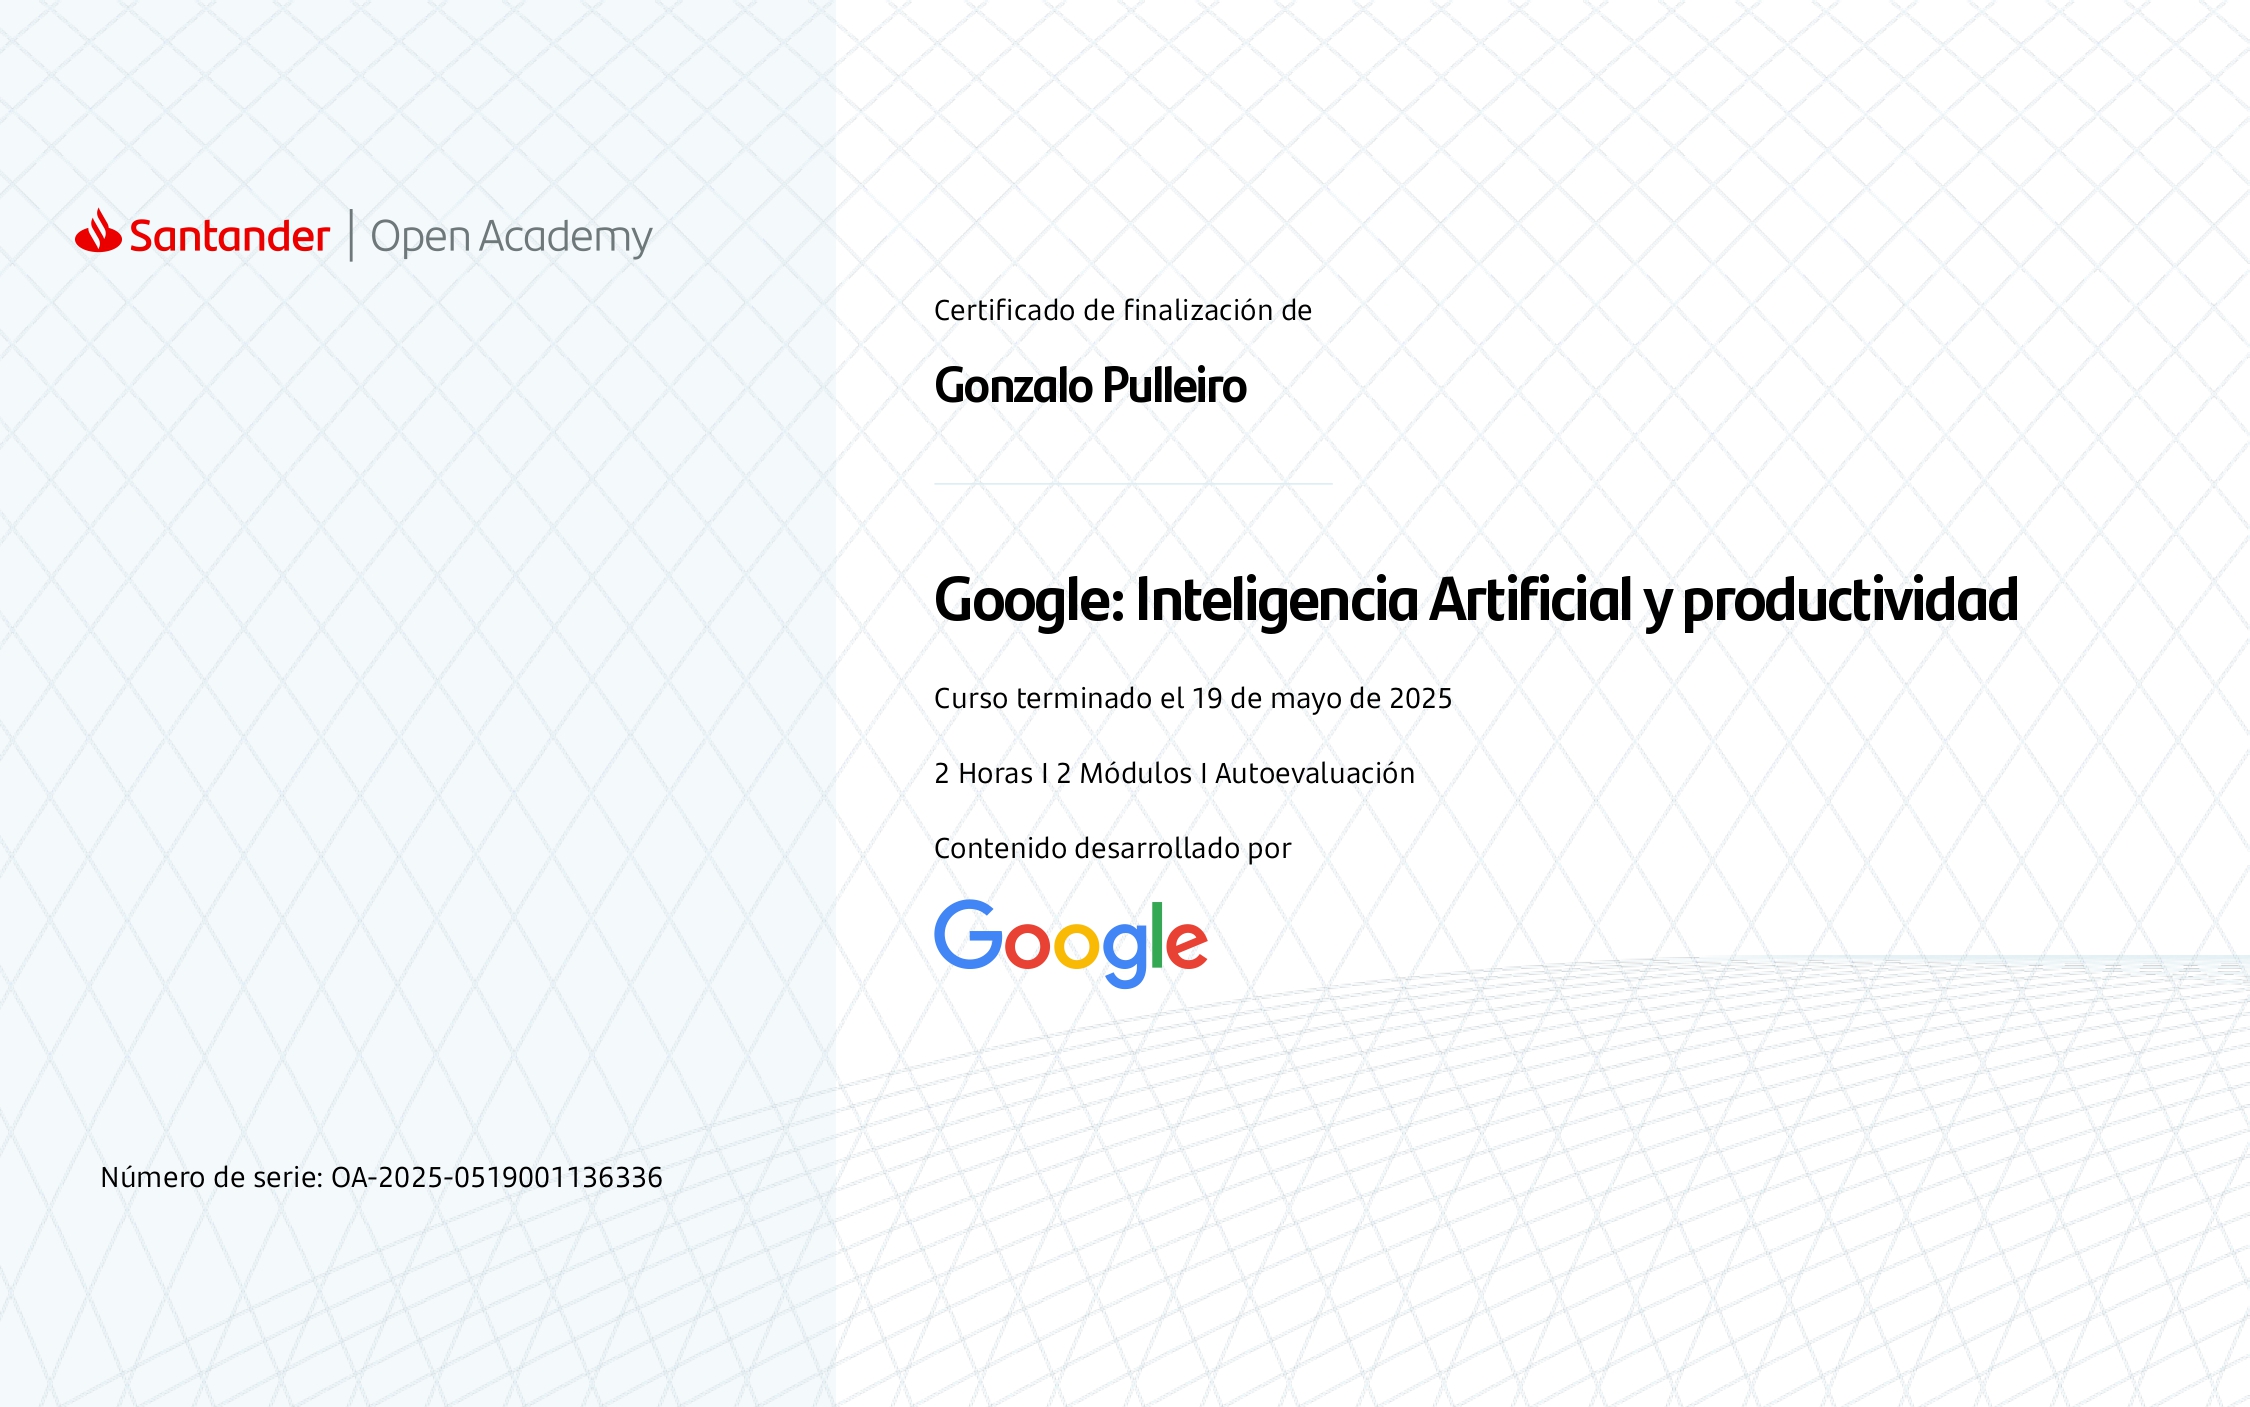 Santander | Open Academy
Certificado de finalización de
Gonzalo Pulleiro
Google: Inteligencia Artificial y productividad
Curso terminado el 19 de mayo de 2025
2 Horas I 2 Módulos I Autoevaluación
Contenido desarrollado por
Google
Número de serie: OA-2025-0519001136336